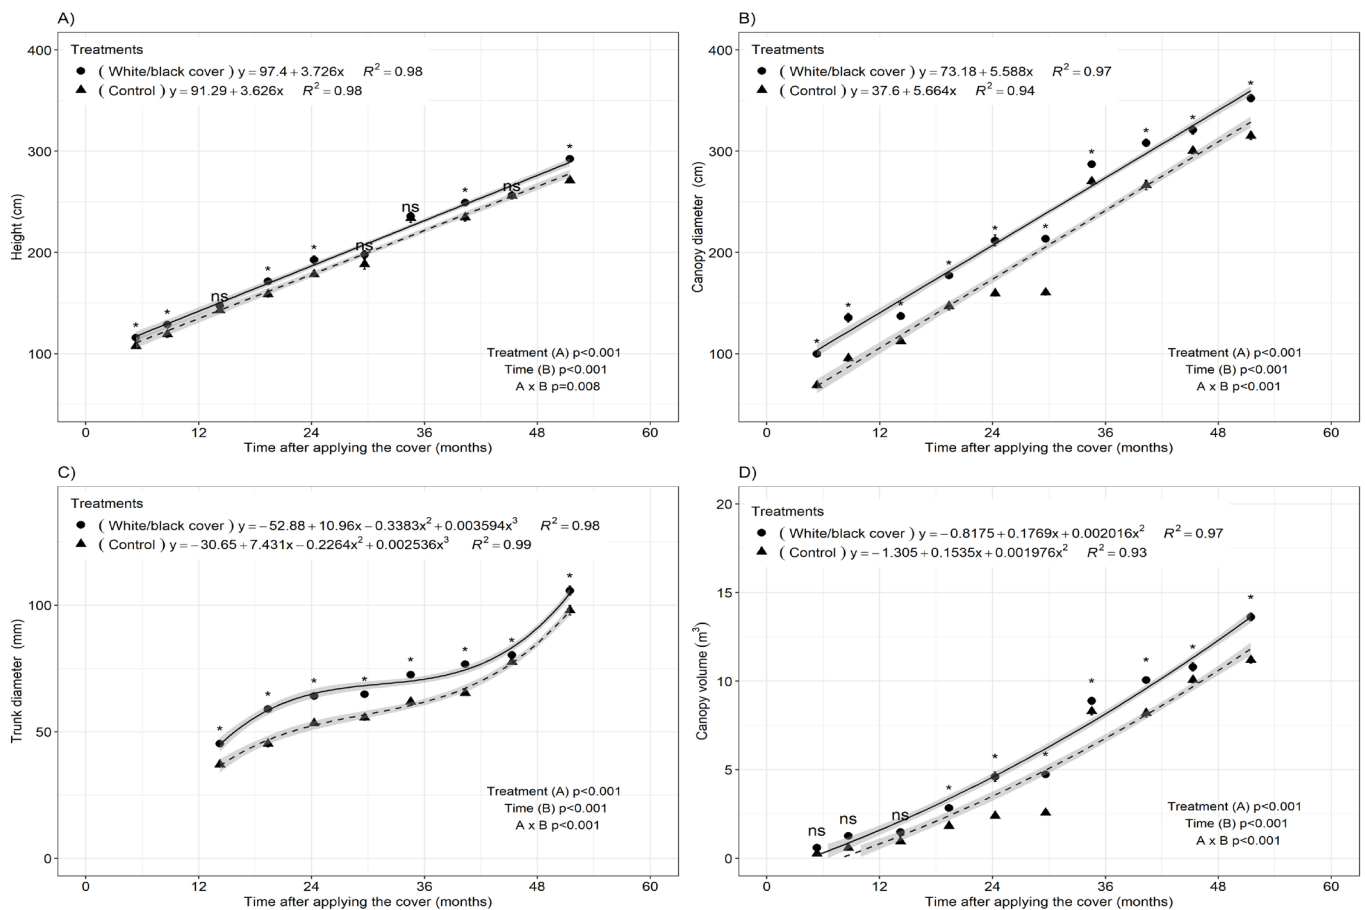 A)
Treatments
( White/black cover ) y = 97.4 + 3.726x R² = 0.98
( Control ) y = 91.29 + 3.626x R² = 0.98
400
300
200
100
Height (cm)
* * ns * * ns ns * ns *
Treatment (A) p<0.001
Time (B) p<0.001
A x B p=0.008
0 12 24 36 48 60
Time after applying the cover (months)
B)
Treatments
( White/black cover ) y = 73.18 + 5.588x R² = 0.97
( Control ) y = 37.6 + 5.664x R² = 0.94
400
300
200
100
Canopy diameter (cm)
* * * * * * * * * *
Treatment (A) p<0.001
Time (B) p<0.001
A x B p<0.001
0 12 24 36 48 60
Time after applying the cover (months)
C)
Treatments
( White/black cover ) y = −52.88 + 10.96x − 0.3383x² + 0.003594x³ R² = 0.98
( Control ) y = −30.65 + 7.431x − 0.2264x² + 0.002536x³ R² = 0.99
100
50
0
Trunk diameter (mm)
* * * * * * * *
Treatment (A) p<0.001
Time (B) p<0.001
A x B p<0.001
0 12 24 36 48 60
Time after applying the cover (months)
D)
Treatments
( White/black cover ) y = −0.8175 + 0.1769x + 0.002016x² R² = 0.97
( Control ) y = −1.305 + 0.1535x + 0.001976x² R² = 0.93
20
15
10
5
0
Canopy volume (m³)
ns ns ns * * * * * * *
Treatment (A) p<0.001
Time (B) p<0.001
A x B p<0.001
0 12 24 36 48 60
Time after applying the cover (months)